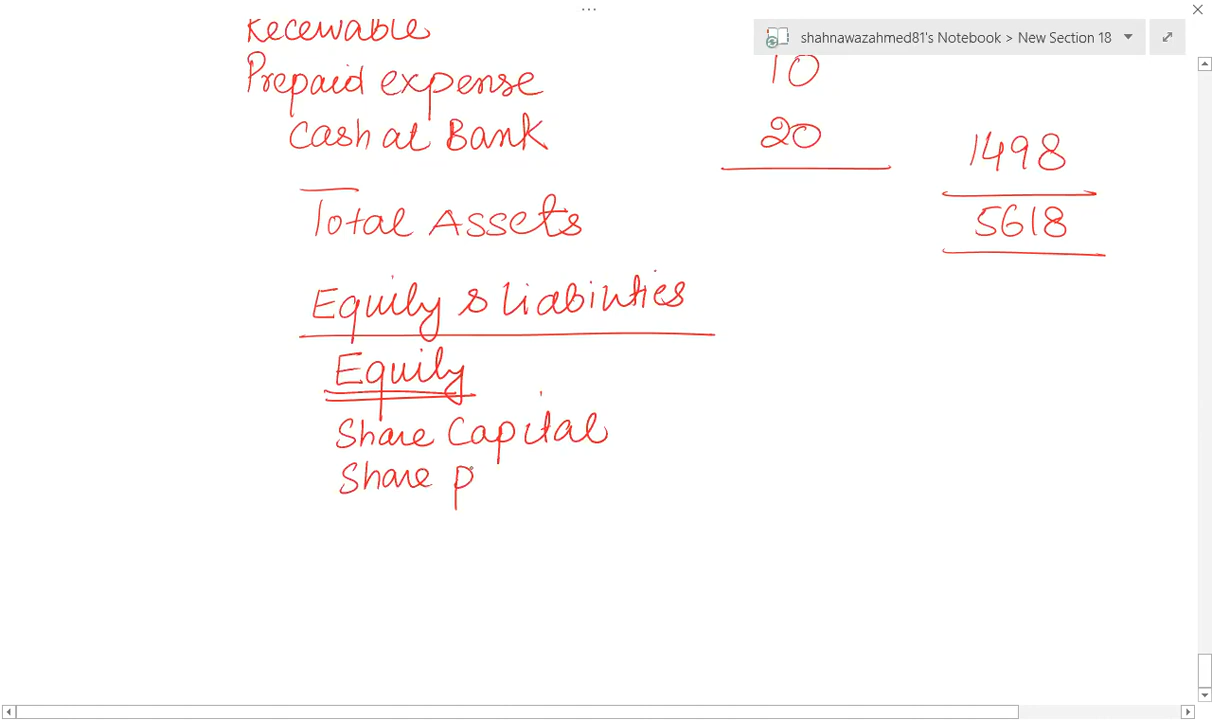 shahnawazahmed81's Notebook > New Section 18
Receivable
Prepaid expense 10
Cash at Bank 20 1498
Total Assets 5618
Equity & Liabilities
Equity
Share Capital
Share p